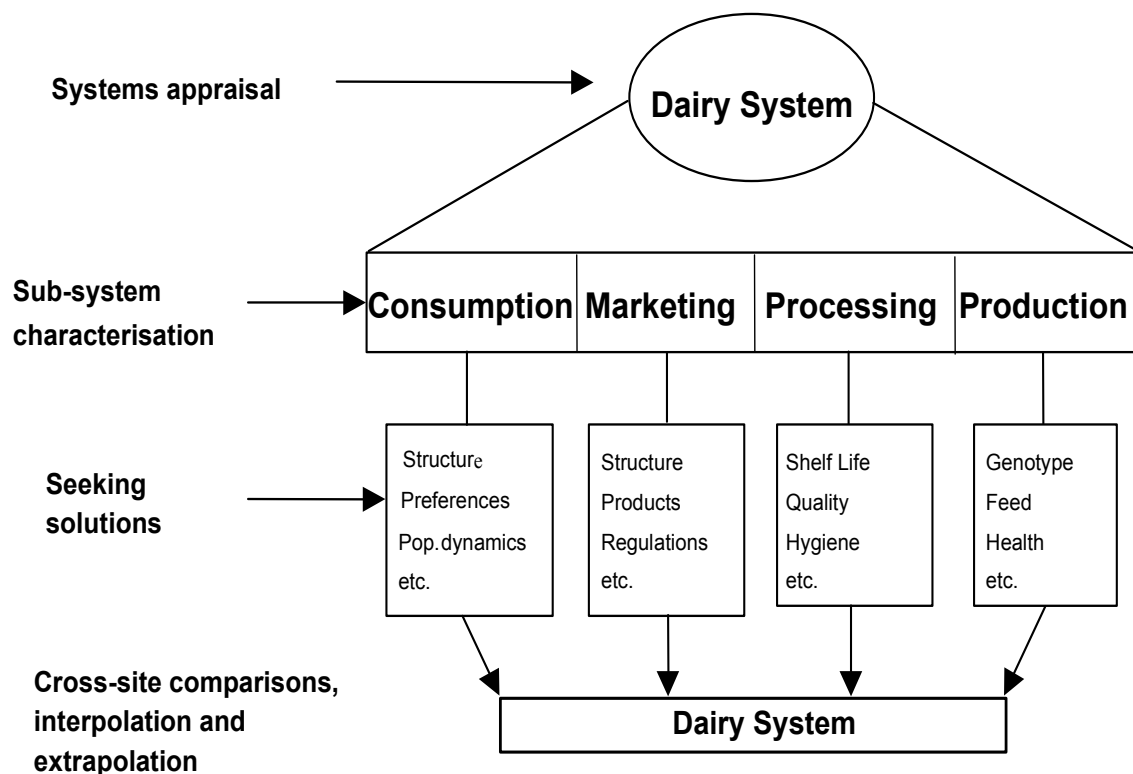 Systems appraisal
Dairy System
Sub-system
characterisation
Consumption
Marketing
Processing
Production
Seeking
solutions
Structure
Preferences
Pop.dynamics
etc.
Structure
Products
Regulations
etc.
Shelf Life
Quality
Hygiene
etc.
Genotype
Feed
Health
etc.
Cross-site comparisons,
interpolation and
extrapolation
Dairy System